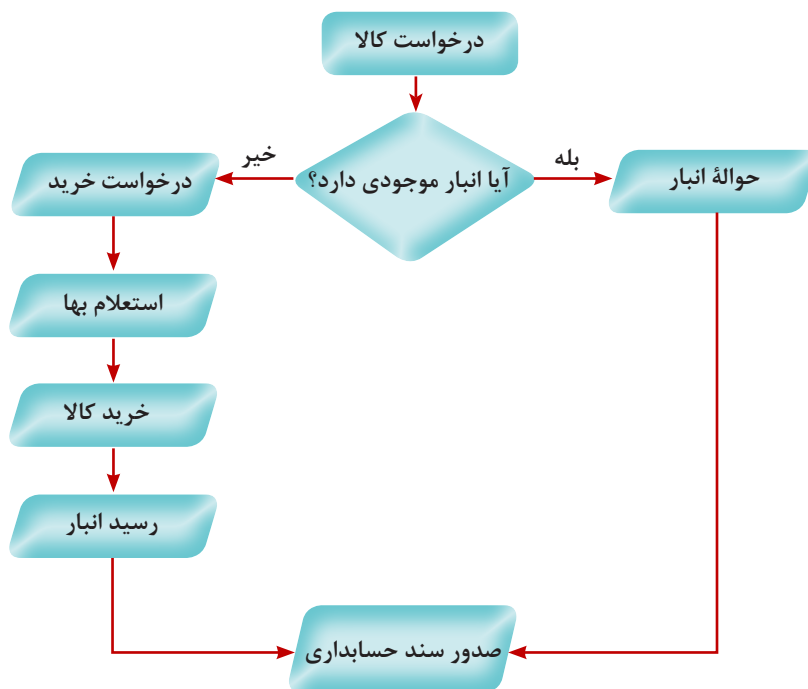 درخواست کالا
آیا انبار موجودی دارد؟
بله
خیر
حوالهٔ انبار
درخواست خرید
استعلام بها
خرید کالا
رسید انبار
صدور سند حسابداری